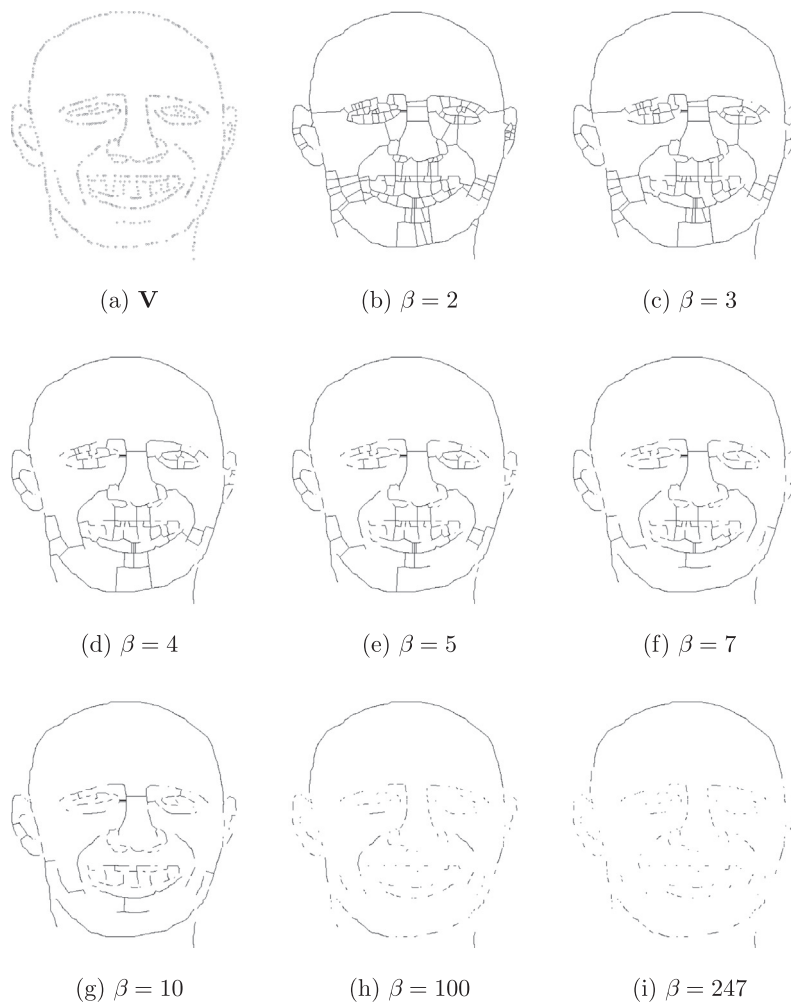 (a) V
(b) β = 2
(c) β = 3
(d) β = 4
(e) β = 5
(f) β = 7
(g) β = 10
(h) β = 100
(i) β = 247